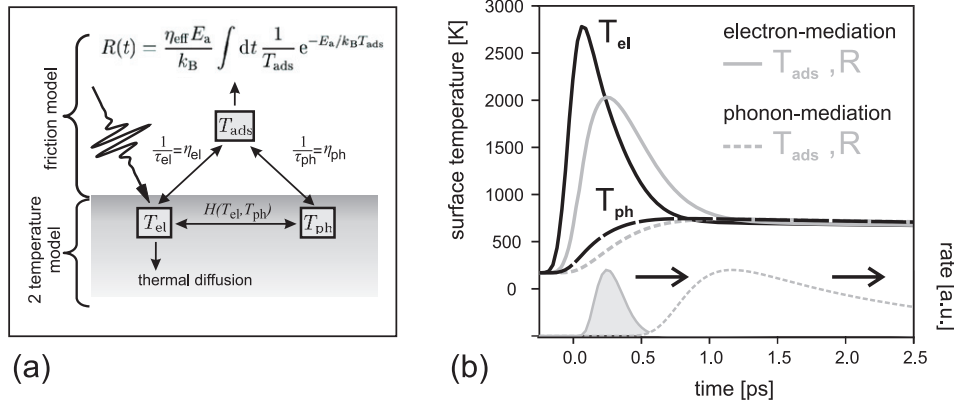 R(t) = η_eff E_a / k_B ∫ dt 1/T_ads e^{-E_a/k_B T_ads}
friction model
T_ads
1/τ_el = η_el
1/τ_ph = η_ph
2 temperature
model
T_el
H(T_el, T_ph)
T_ph
thermal diffusion
(a)
surface temperature [K]
3000
2500
2000
1500
1000
500
0
T_el
electron-mediation
T_ads , R
phonon-mediation
T_ads , R
T_ph
rate [a.u.]
0.0 0.5 1.0 1.5 2.0 2.5
time [ps]
(b)